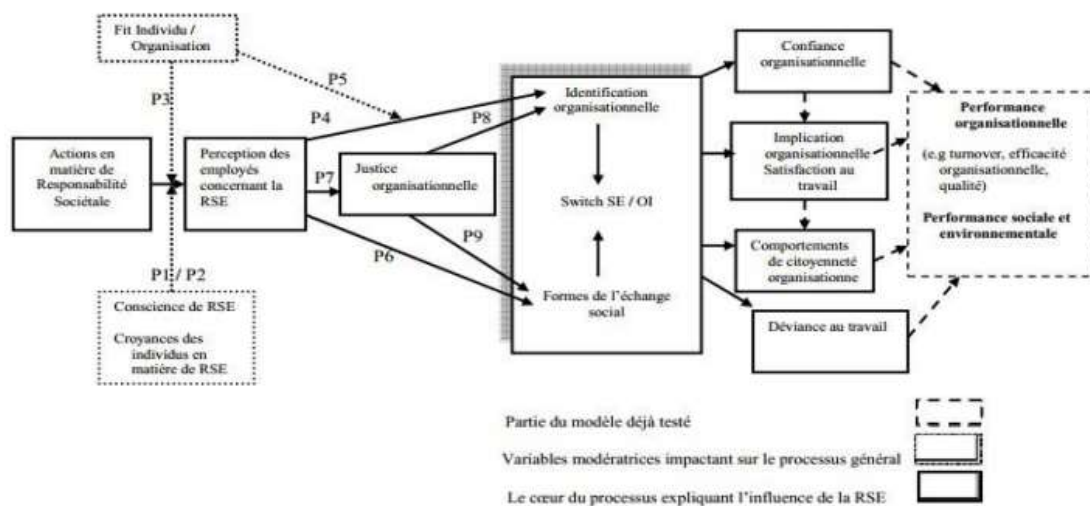 Fit Individu /
Organisation
P3
P5
P4
P8
Actions en
matière de
Responsabilité
Sociétale
Perception des
employés
concernant la
RSE
P7
Justice
organisationnelle
P9
P6
P1 / P2
Conscience de RSE
Croyances des
individus en
matière de RSE
Identification
organisationnelle
Switch SE / OI
Formes de l'échange
social
Confiance
organisationnelle
Implication
organisationnelle
Satisfaction au
travail
Comportements
de citoyenneté
organisationne
Déviance au travail
Performance
organisationnelle
(e.g turnover, efficacité
organisationnelle,
qualité)
Performance sociale et
environnementale
Partie du modèle déjà testé
Variables modératrices impactant sur le processus général
Le cœur du processus expliquant l'influence de la RSE